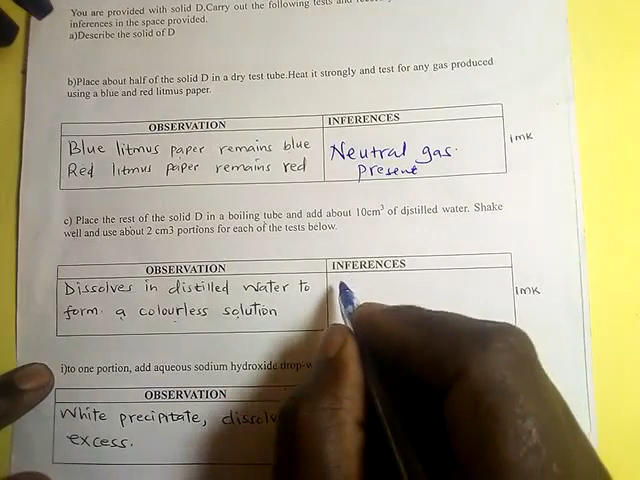 You are provided with solid D.Carry out the following tests and
inferences in the space provided.
a)Describe the solid of D
b)Place about half of the solid D in a dry test tube.Heat it strongly and test for any gas produced
using a blue and red litmus paper.
OBSERVATION INFERENCES
Blue litmus paper remains blue
Red litmus paper remains red
Neutral gas.
present
1mk
c) Place the rest of the solid D in a boiling tube and add about 10cm³ of distilled water. Shake
well and use about 2 cm3 portions for each of the tests below.
OBSERVATION INFERENCES
Dissolves in distilled water to
form a colourless solution
1mk
i)to one portion, add aqueous sodium hydroxide
OBSERVATION
White precipitate,
excess.